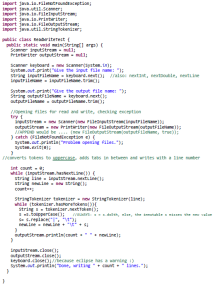 import java.io.FileNotFoundException;
import java.util.Scanner;
import java.io.FileInputStream;
import java.io.PrintWriter;
import java.io.FileOutputStream;
import java.util.StringTokenizer;
public class ReadWriteText {
public static void main(String[] args) {
Scanner inputStream = null;
PrintWriter outputStream = null;
Scanner keyboard = new Scanner(System.in);
System.out.print("Give the input file name: ");
String inputFileName = keyboard.next(); //also: nextInt, nextDouble, nextLine
inputFileName = inputFileName.trim();
System.out.print("Give the output file name: ");
String outputFileName = keyboard.next();
outputFileName = outputFileName.trim();
//Opening files for read and write, checking exception
try {
inputStream = new Scanner(new FileInputStream(inputFileName));
outputStream = new PrintWriter(new FileOutputStream(outputFileName));
(new FileOutputStream(outputFileName, true));
} catch (FileNotFoundException e) {
System.out.println("Problem opening files.");
System.exit(0);
}
//converts tokens to uppercase, adds tabs in between and writes with a line number
int count = 0;
while (inputStream.hasNextLine()) {
String line = inputStream.nextLine();
String newLine = new String();
count++;
StringTokenizer tokenizer = new StringTokenizer(line);
while (tokenizer.hasMoreTokens()){
String s = tokenizer.nextToken();
newLine = newLine + "\t" + s;
}
outputStream.println(count + " " + newLine);
}
inputStream.close();
outputStream.close();
keyboard.close(); //because eclipse has a warning :)
System.out.println("Done, writing " + count + " lines.");
}
}